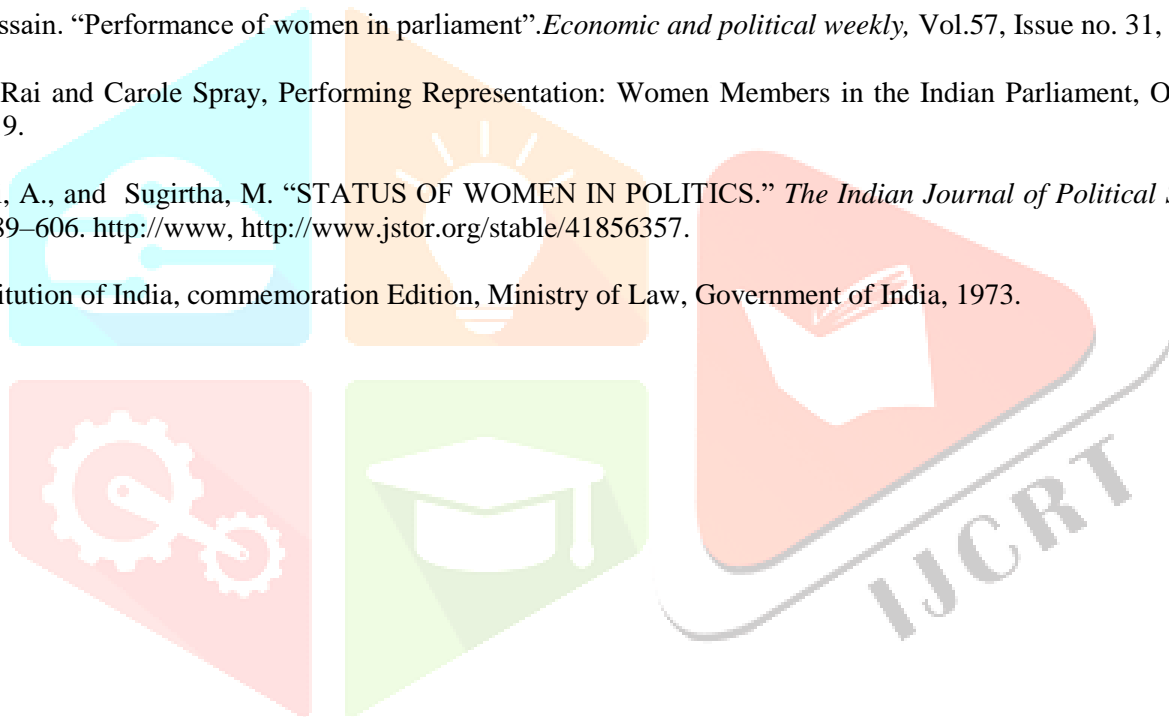 ssain. “Performance of women in parliament”.Economic and political weekly, Vol.57, Issue no. 31,
Rai and Carole Spray, Performing Representation: Women Members in the Indian Parliament, O
9.
, A., and Sugirtha, M. “STATUS OF WOMEN IN POLITICS.” The Indian Journal of Political S
39–606. http://www, http://www.jstor.org/stable/41856357.
itution of India, commemoration Edition, Ministry of Law, Government of India, 1973.
IJCRT